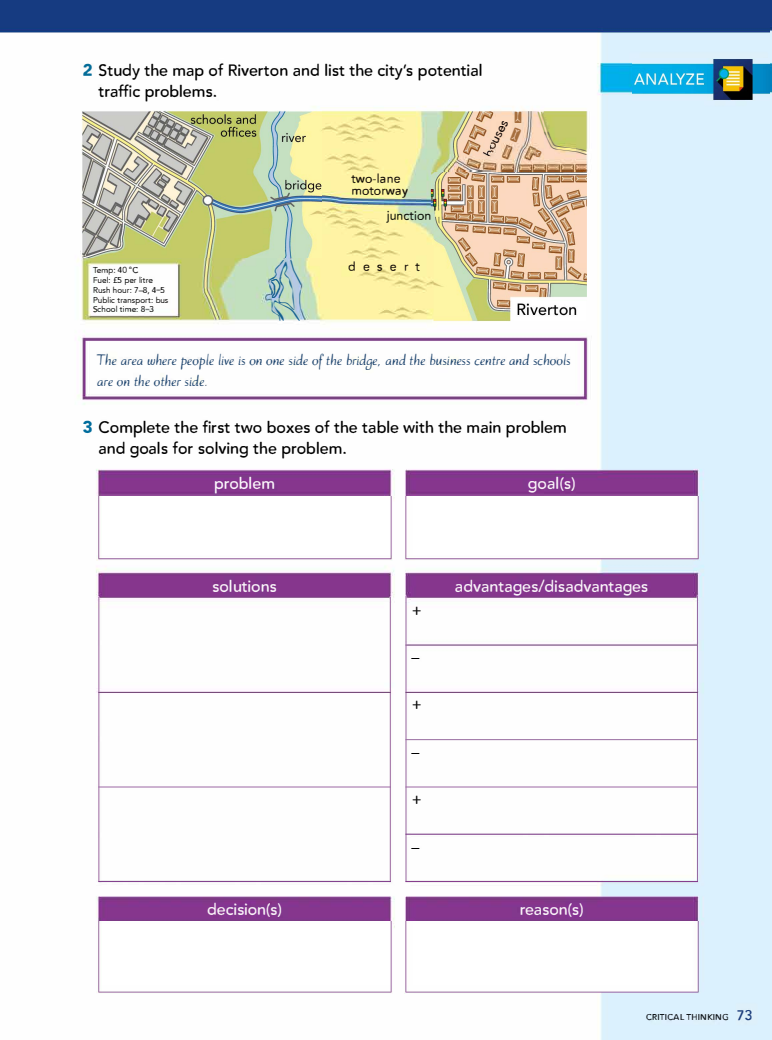 2 Study the map of Riverton and list the city's potential
traffic problems.
ANALYZE
schools and
offices
river
houses
bridge
two-lane
motorway
junction
desert
Temp: 40 °C
Fuel: £5 per litre
Rush hour: 7–8, 4–5
Public transport: bus
School time: 8–3
Riverton
The area where people live is on one side of the bridge, and the business centre and schools
are on the other side.
3 Complete the first two boxes of the table with the main problem
and goals for solving the problem.
problem
goal(s)
solutions
advantages/disadvantages
+
–
+
–
+
–
decision(s)
reason(s)
CRITICAL THINKING 73